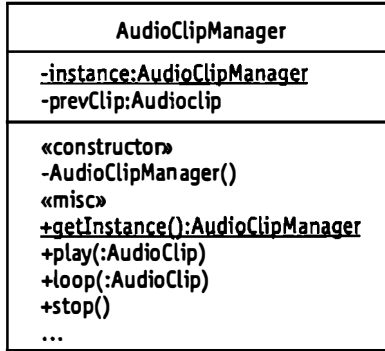 AudioClipManager
-instance:AudioClipManager
-prevClip:Audioclip
«constructor»
-AudioClipManager()
«misc»
+getInstance():AudioClipManager
+play(:AudioClip)
+loop(:AudioClip)
+stop()
...